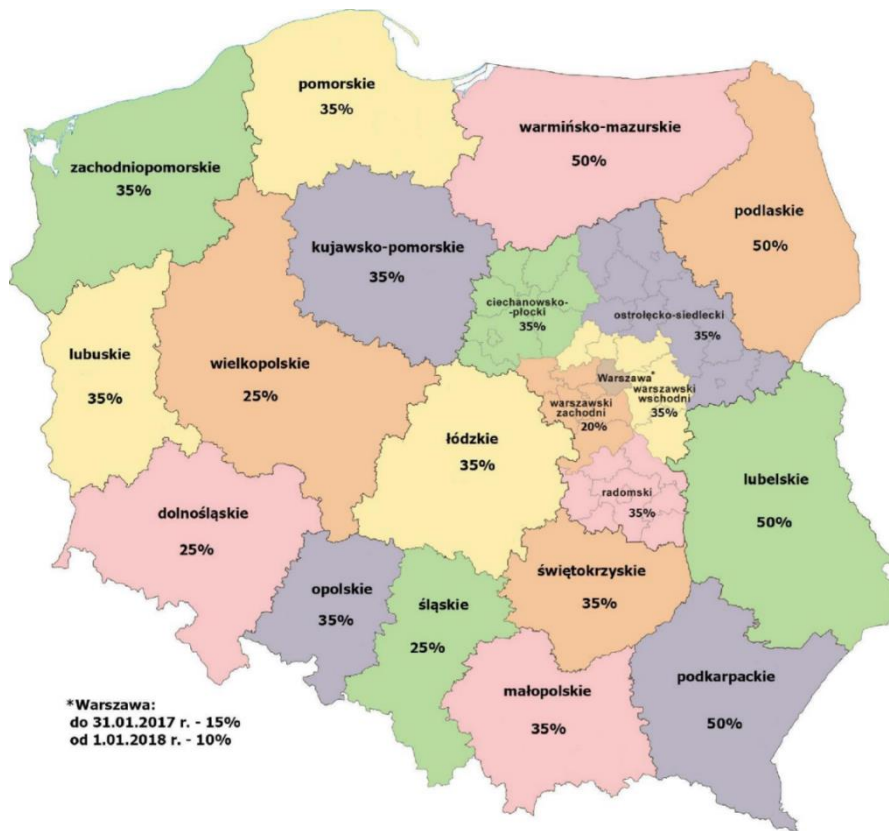 pomorskie
35%
warmińsko-mazurskie
50%
zachodniopomorskie
35%
podlaskie
50%
kujawsko-pomorskie
35%
ciechanowsko-
-płocki
35%
ostrołęcko-siedlecki
35%
lubuskie
35%
wielkopolskie
25%
Warszawa*
warszawski
wschodni
35%
warszawski
zachodni
20%
łódzkie
35%
radomski
35%
lubelskie
50%
dolnośląskie
25%
opolskie
35%
śląskie
25%
świętokrzyskie
35%
małopolskie
35%
podkarpackie
50%
*Warszawa:
do 31.01.2017 r. - 15%
od 1.01.2018 r. - 10%